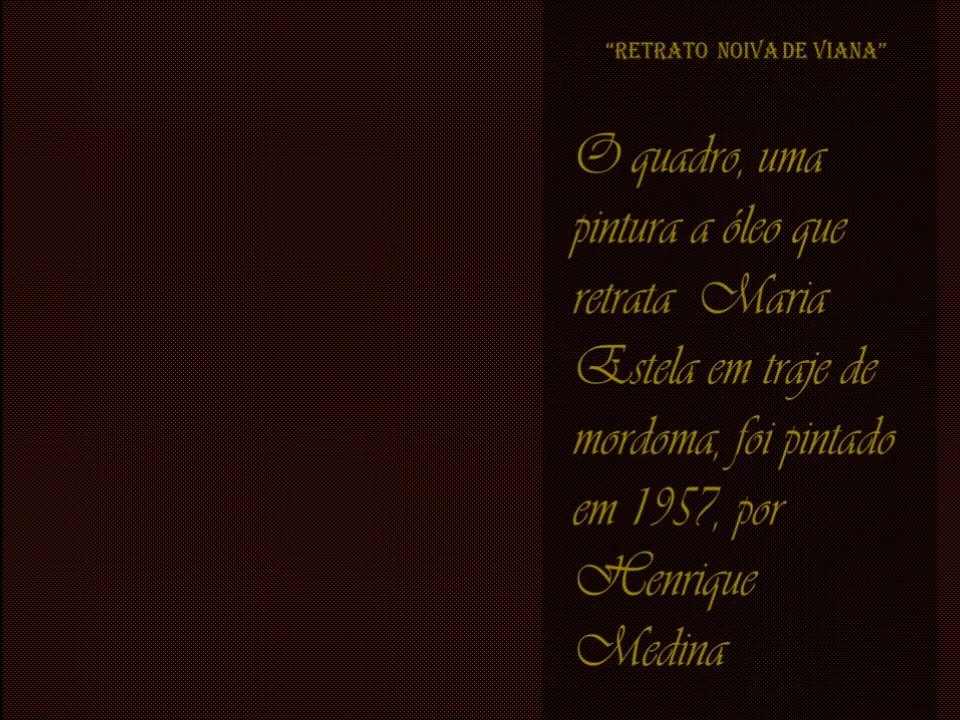 “RETRATO NOIVA DE VIANA”
O quadro, uma
pintura a óleo que
retrata Maria
Estela em traje de
mordoma, foi pintado
em 1957, por
Henrique
Medina